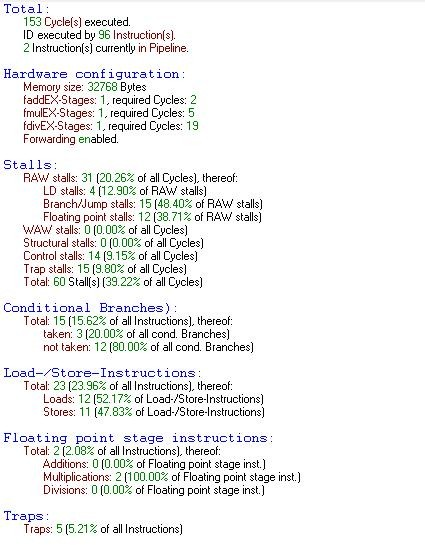 Total:
153 Cycle(s) executed.
ID executed by 96 Instruction(s).
2 Instruction(s) currently in Pipeline.
Hardware configuration:
Memory size: 32768 Bytes
faddEX-Stages: 1, required Cycles: 2
fmulEX-Stages: 1, required Cycles: 5
fdivEX-Stages: 1, required Cycles: 19
Forwarding enabled.
Stalls:
RAW stalls: 31 (20.26% of all Cycles), thereof:
LD stalls: 4 (12.90% of RAW stalls)
Branch/Jump stalls: 15 (48.40% of RAW stalls)
Floating point stalls: 12 (38.71% of RAW stalls)
WAW stalls: 0 (0.00% of all Cycles)
Structural stalls: 0 (0.00% of all Cycles)
Control stalls: 14 (9.15% of all Cycles)
Trap stalls: 15 (9.80% of all Cycles)
Total: 60 Stall(s) (39.22% of all Cycles)
Conditional Branches):
Total: 15 (15.62% of all Instructions), thereof:
taken: 3 (20.00% of all cond. Branches)
not taken: 12 (80.00% of all cond. Branches)
Load-/Store-Instructions:
Total: 23 (23.96% of all Instructions), thereof:
Loads: 12 (52.17% of Load-/Store-Instructions)
Stores: 11 (47.83% of Load-/Store-Instructions)
Floating point stage instructions:
Total: 2 (2.08% of all Instructions), thereof:
Additions: 0 (0.00% of Floating point stage inst.)
Multiplications: 2 (100.00% of Floating point stage inst.)
Divisions: 0 (0.00% of Floating point stage inst.)
Traps:
Traps: 5 (5.21% of all Instructions)